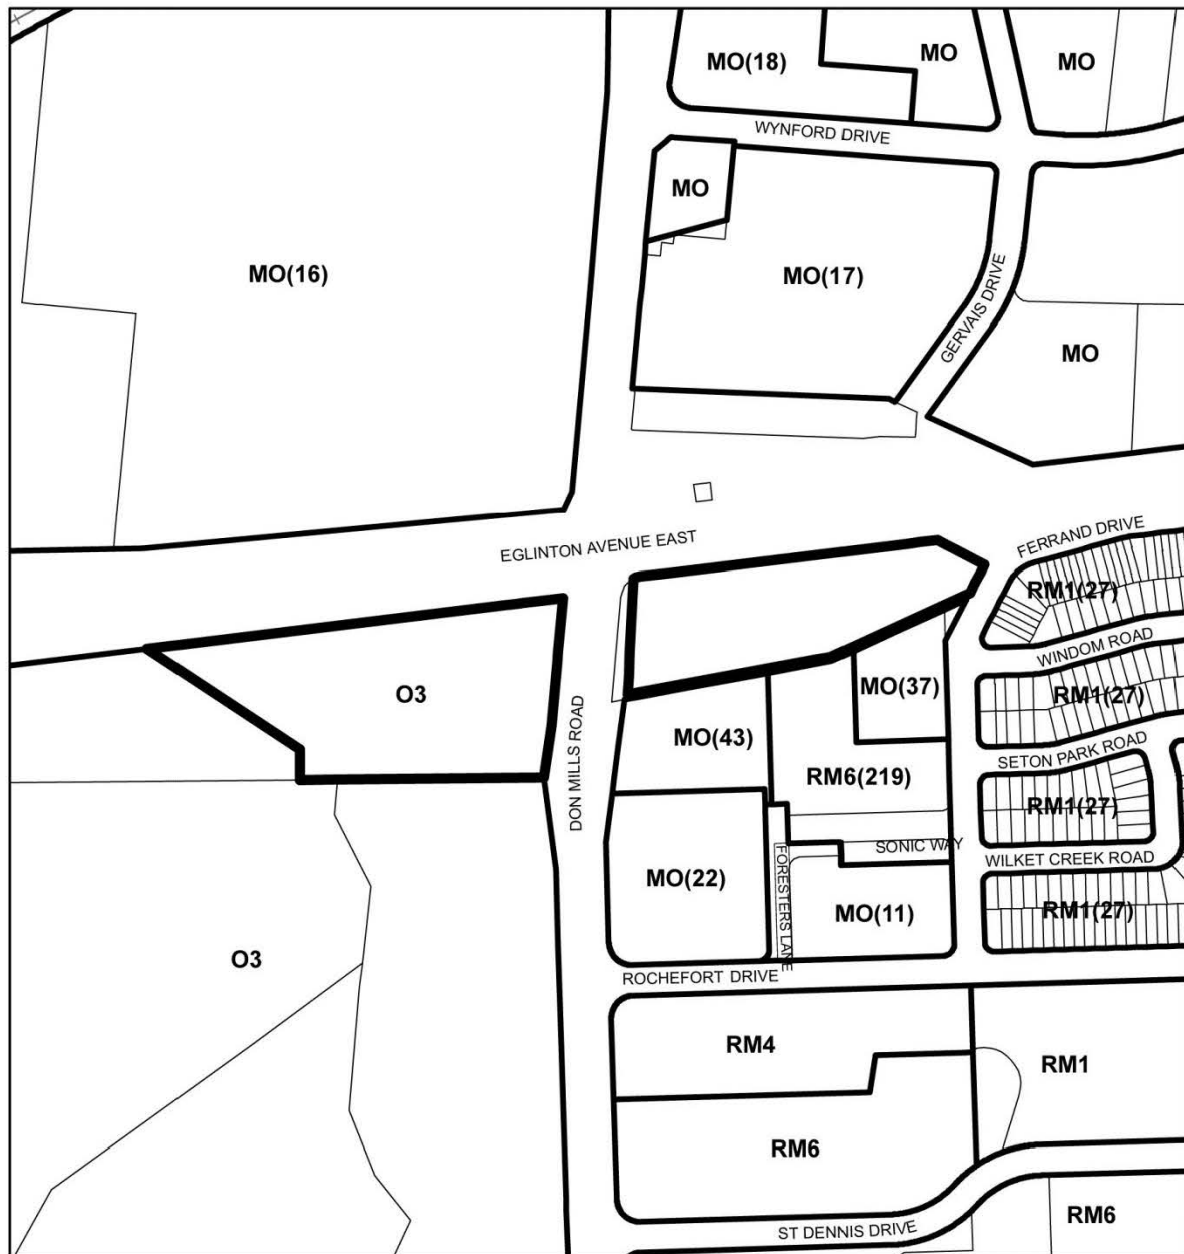 MO(18)
MO
MO
WYNFORD DRIVE
MO
MO(16)
MO(17)
GERVAIS DRIVE
MO
EGLINTON AVENUE EAST
FERRAND DRIVE
RM1(27)
WINDOM ROAD
O3
MO(37)
RM1(27)
DON MILLS ROAD
MO(43)
SETON PARK ROAD
RM6(219)
RM1(27)
SONIC WAY
WILKET CREEK ROAD
MO(22)
FORESTERS LANE
MO(11)
RM1(27)
O3
ROCHEFORT DRIVE
RM4
RM1
RM6
RM6
ST DENNIS DRIVE